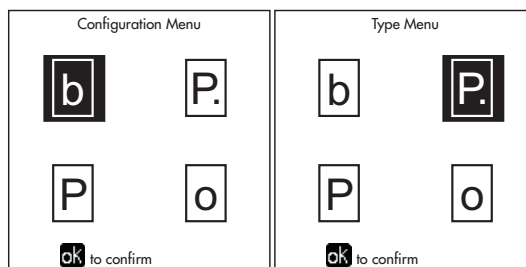 Configuration Menu
b P.
P o
ok to confirm
Type Menu
b P.
P o
ok to confirm